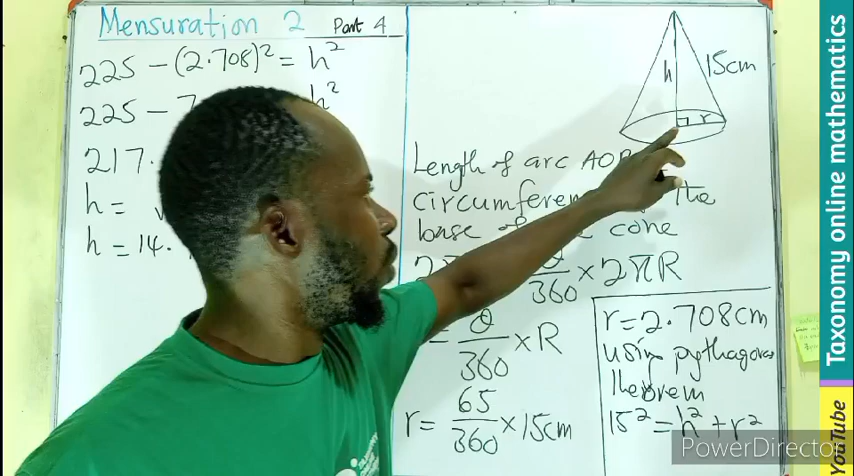 Mensuration 2 Part 4
225 - (2.708)² = h²
225 - 7 h²
217.
h =
h = 14.
h 15cm
r
Length of arc AOB
circumferen the
base of cone
θ/360 × 2πR
= θ/360 × R
r = 65/360 × 15cm
r = 2.708cm
using pythagoras
theorem
15² = h² + r²
Taxonomy online mathematics
YouTube
PowerDirector